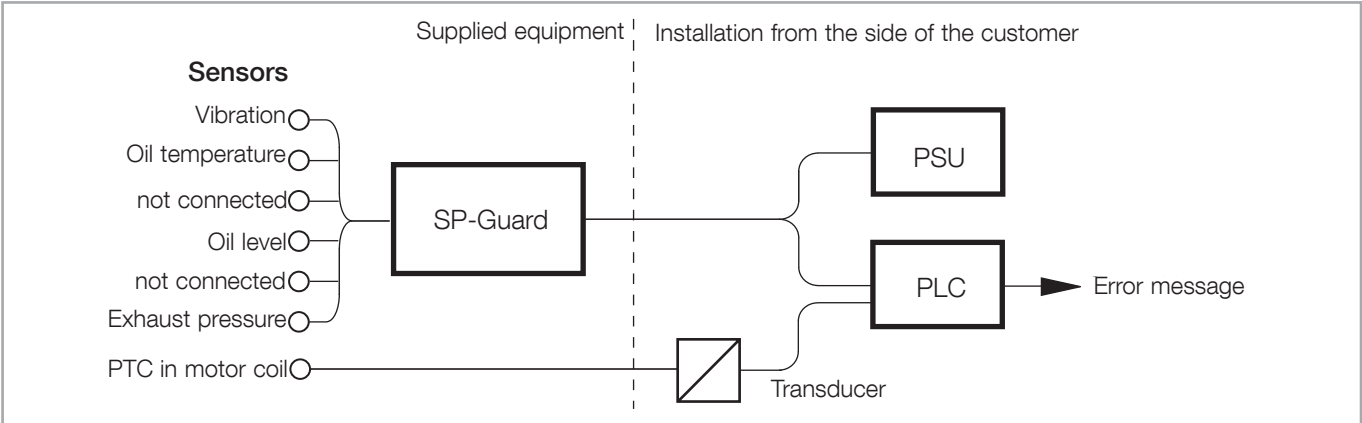 Supplied equipment
Installation from the side of the customer
Sensors
Vibration
Oil temperature
not connected
Oil level
not connected
Exhaust pressure
PTC in motor coil
SP-Guard
PSU
PLC
Error message
Transducer